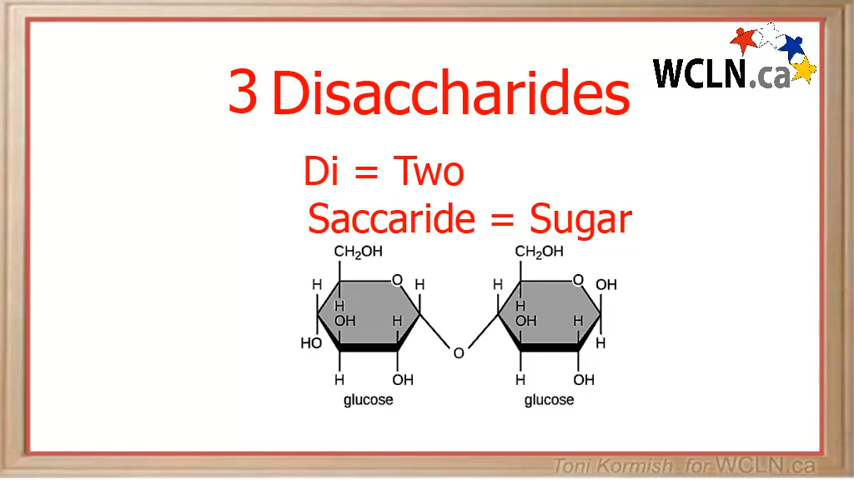 WCLN.ca
3 Disaccharides
Di = Two
Saccaride = Sugar
CH₂OH CH₂OH
H O H H O OH
H H
OH H OH H
HO O H
H OH H OH
glucose glucose
Toni Kormish for WCLN.ca